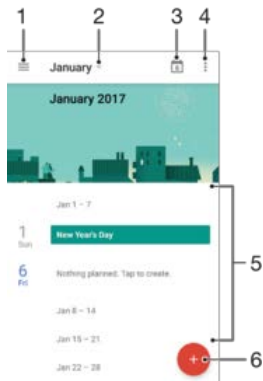 1 2 3 4
January
6
January 2017
Jan 1 – 7
1
Sun
New Year's Day
5
6
Fri
Nothing planned. Tap to create.
Jan 8 – 14
Jan 15 – 21
6
Jan 22 – 28